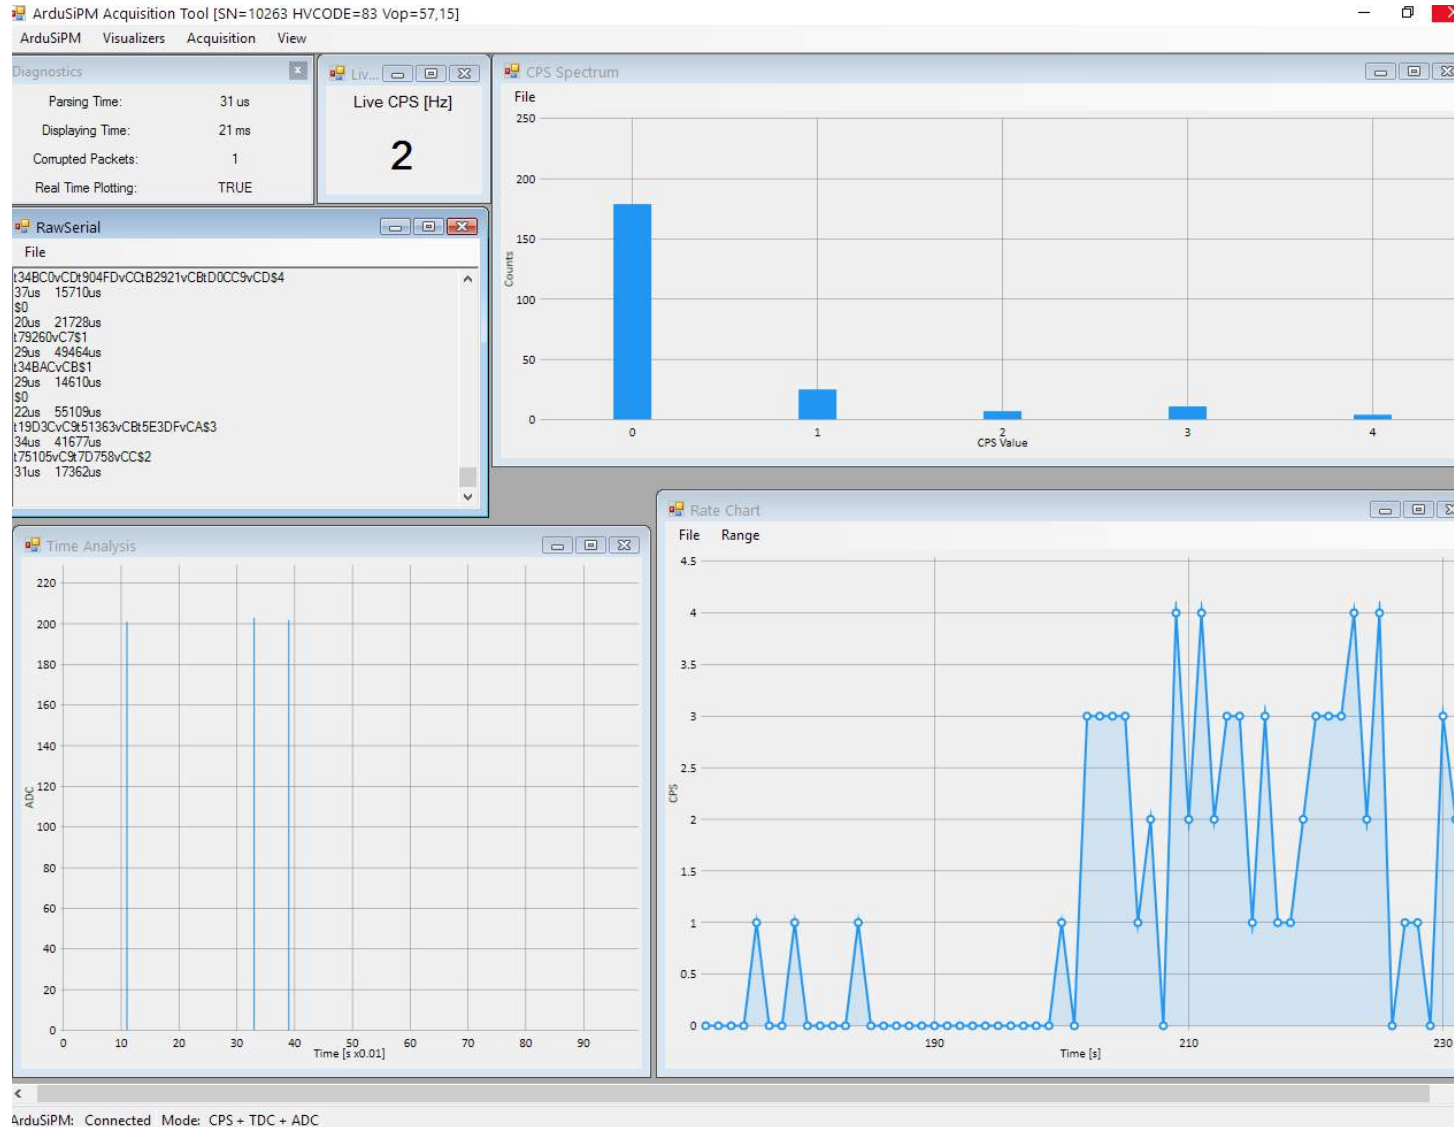 ArduSiPM Acquisition Tool [SN=10263 HVCODE=83 Vop=57,15]
ArduSiPM Visualizers Acquisition View
Diagnostics
Parsing Time: 31 us
Displaying Time: 21 ms
Corrupted Packets: 1
Real Time Plotting: TRUE
Liv...
Live CPS [Hz]
2
CPS Spectrum
File
250
200
150
100
50
0
Counts
0 1 2 3 4
CPS Value
RawSerial
File
t34BC0vCDt904FDvCCtB2921vCBtD0CC9vCD$4
37us 15710us
$0
20us 21728us
t79260vC7$1
29us 49464us
t34BACvCB$1
29us 14610us
$0
22us 55109us
t19D3CvC9t51363vCBt5E3DFvCA$3
34us 41677us
t75105vC9t7D758vCC$2
31us 17362us
Time Analysis
220
200
180
160
140
120
100
80
60
40
20
0
ADC
0 10 20 30 40 50 60 70 80 90
Time [s x0.01]
Rate Chart
File Range
4.5
4
3.5
3
2.5
2
1.5
1
0.5
0
CPS
190 210 230
Time [s]
ArduSiPM: Connected Mode: CPS + TDC + ADC